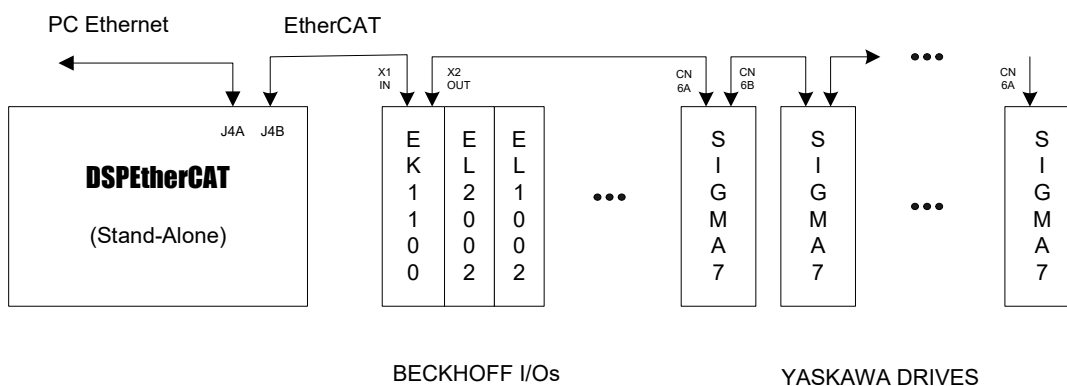 PC Ethernet
EtherCAT
X1
IN
X2
OUT
CN
6A
CN
6B
CN
6A
J4A
J4B
DSPEtherCAT
(Stand-Alone)
EK1100
EL2002
EL1002
SIGMA7
SIGMA7
SIGMA7
BECKHOFF I/Os
YASKAWA DRIVES